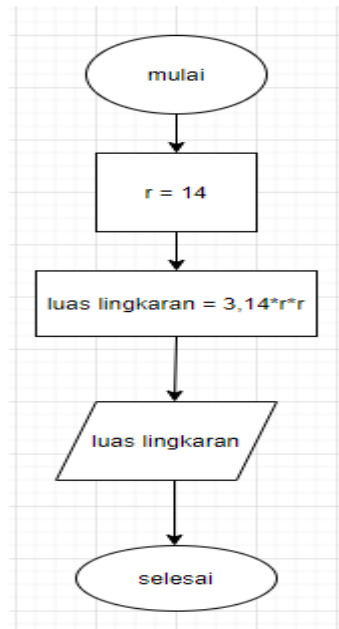 mulai
r = 14
luas lingkaran = 3,14*r*r
luas lingkaran
selesai